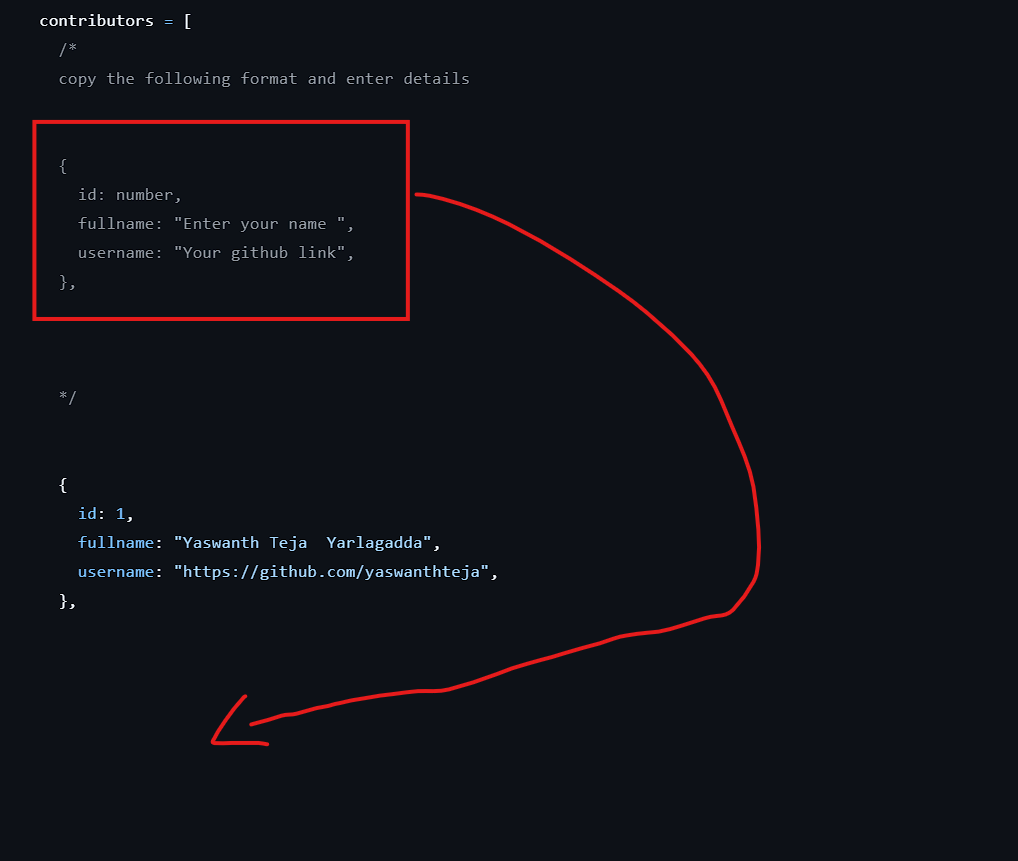 contributors = [
/*
copy the following format and enter details
{
id: number,
fullname: "Enter your name ",
username: "Your github link",
},
*/
{
id: 1,
fullname: "Yaswanth Teja  Yarlagadda",
username: "https://github.com/yaswanthteja",
},